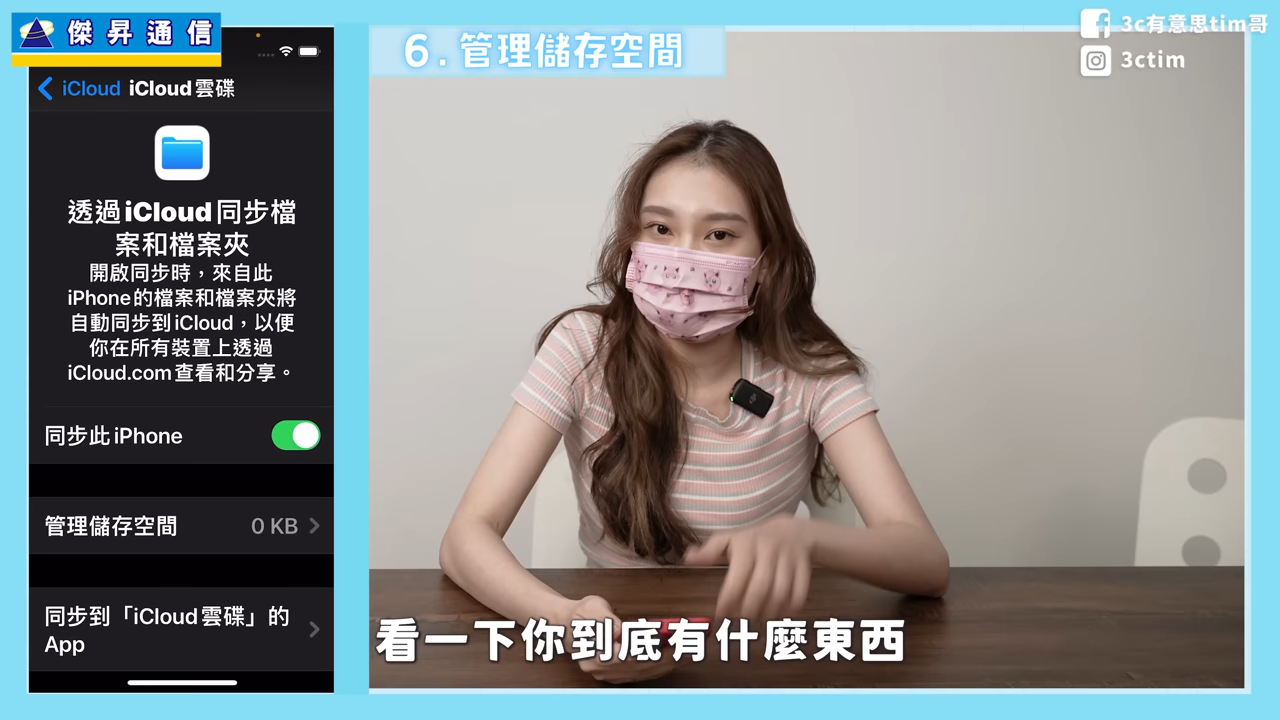 傑昇通信
6.管理儲存空間
3c有意思tim哥
3ctim
iCloud iCloud雲碟
透過iCloud同步檔
案和檔案夾
開啟同步時，來自此
iPhone的檔案和檔案夾將
自動同步到iCloud，以便
你在所有裝置上透過
iCloud.com查看和分享。
同步此iPhone
管理儲存空間 0 KB
同步到「iCloud雲碟」的
App
看一下你到底有什麼東西